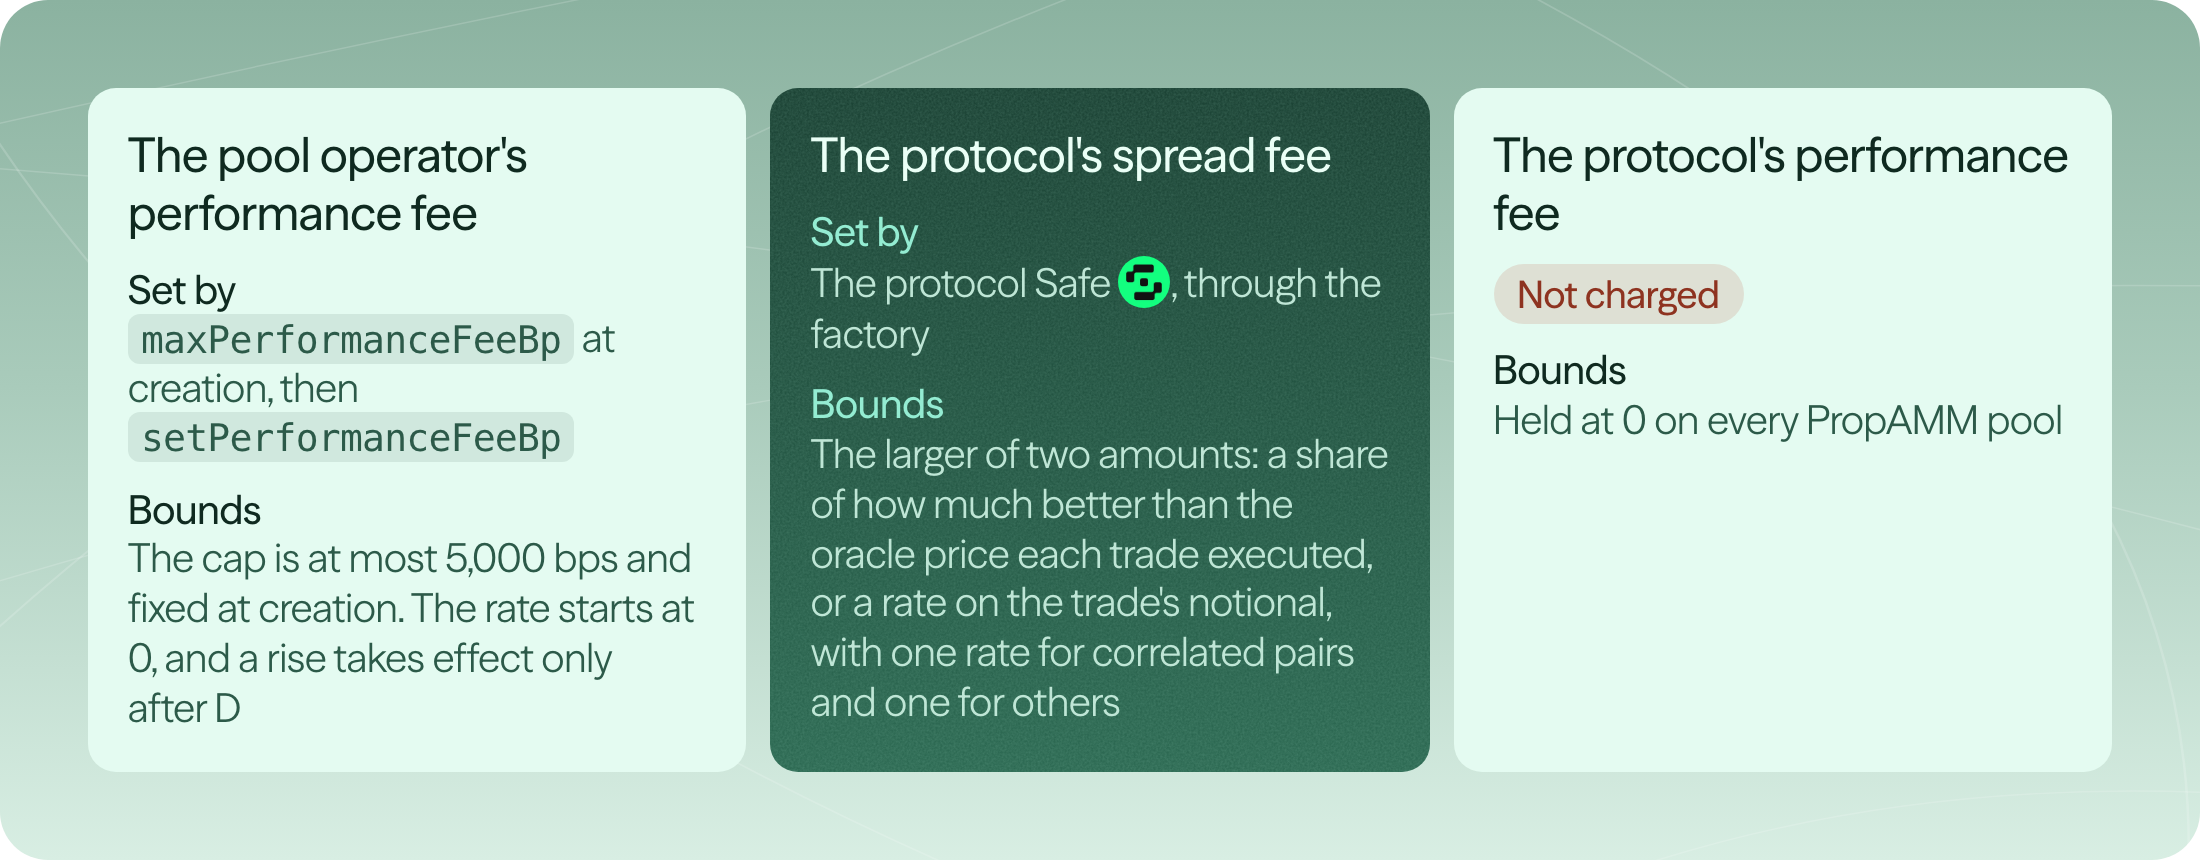 The pool operator's
performance fee
Set by
maxPerformanceFeeBp at
creation, then
setPerformanceFeeBp
Bounds
The cap is at most 5,000 bps and
fixed at creation. The rate starts at
0, and a rise takes effect only
after D
The protocol's spread fee
Set by
The protocol Safe , through the
factory
Bounds
The larger of two amounts: a share
of how much better than the
oracle price each trade executed,
or a rate on the trade's notional,
with one rate for correlated pairs
and one for others
The protocol's performance
fee
Not charged
Bounds
Held at 0 on every PropAMM pool